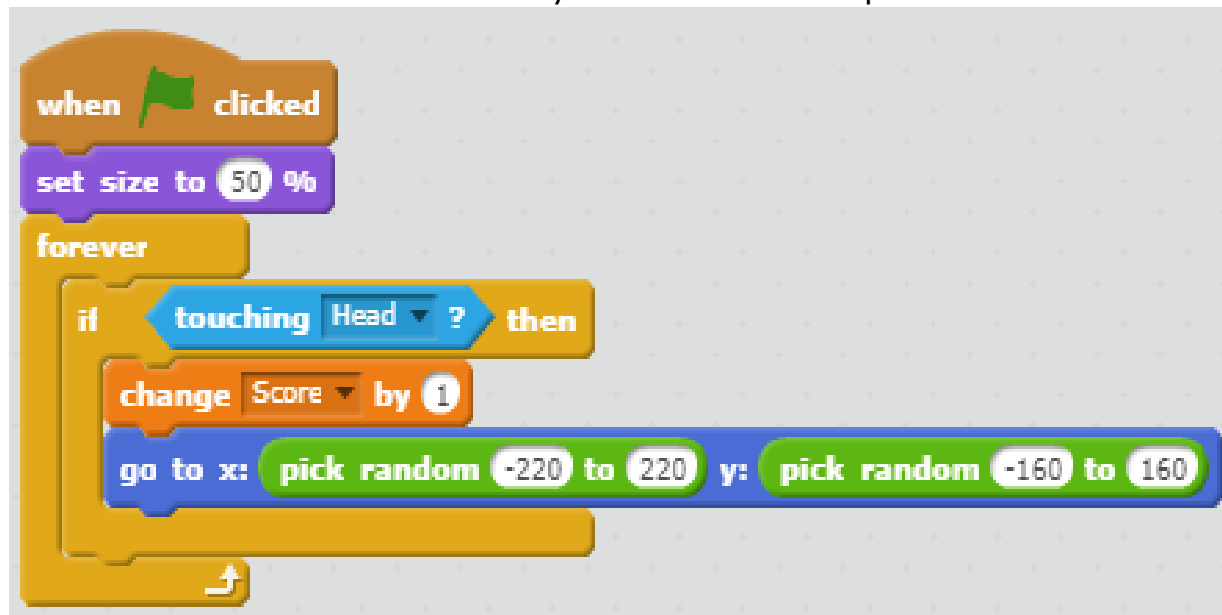 when clicked
set size to 50 %
forever
if touching Head ? then
change Score by 1
go to x: pick random -220 to 220 y: pick random -160 to 160